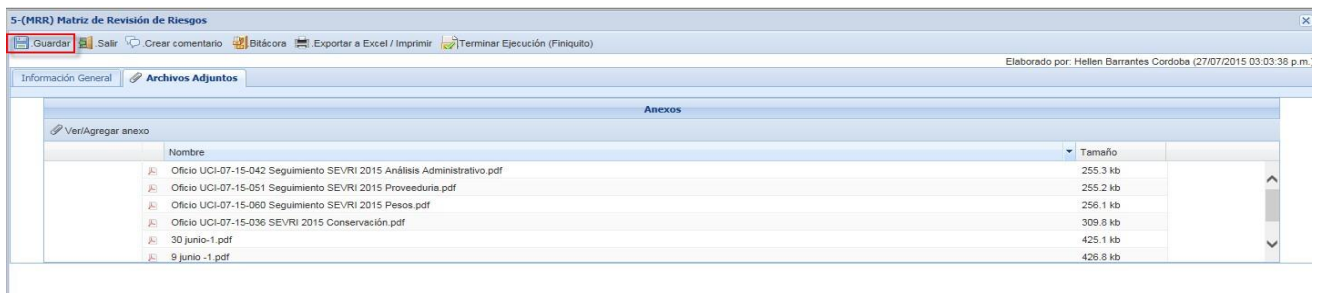 5-(MRR) Matriz de Revisión de Riesgos
.Guardar .Salir .Crear comentario .Bitácora .Exportar a Excel / Imprimir Terminar Ejecución (Finiquito)
Elaborado por: Hellen Barrantes Cordoba (27/07/2015 03:03:38 p.m.)
Información General Archivos Adjuntos
Anexos
Ver/Agregar anexo
Nombre Tamaño
Oficio UCI-07-15-042 Seguimiento SEVRI 2015 Análisis Administrativo.pdf 255.3 kb
Oficio UCI-07-15-051 Seguimiento SEVRI 2015 Proveeduria.pdf 255.2 kb
Oficio UCI-07-15-060 Seguimiento SEVRI 2015 Pesos.pdf 256.1 kb
Oficio UCI-07-15-036 SEVRI 2015 Conservación.pdf 309.8 kb
30 junio-1.pdf 425.1 kb
9 junio -1.pdf 426.8 kb